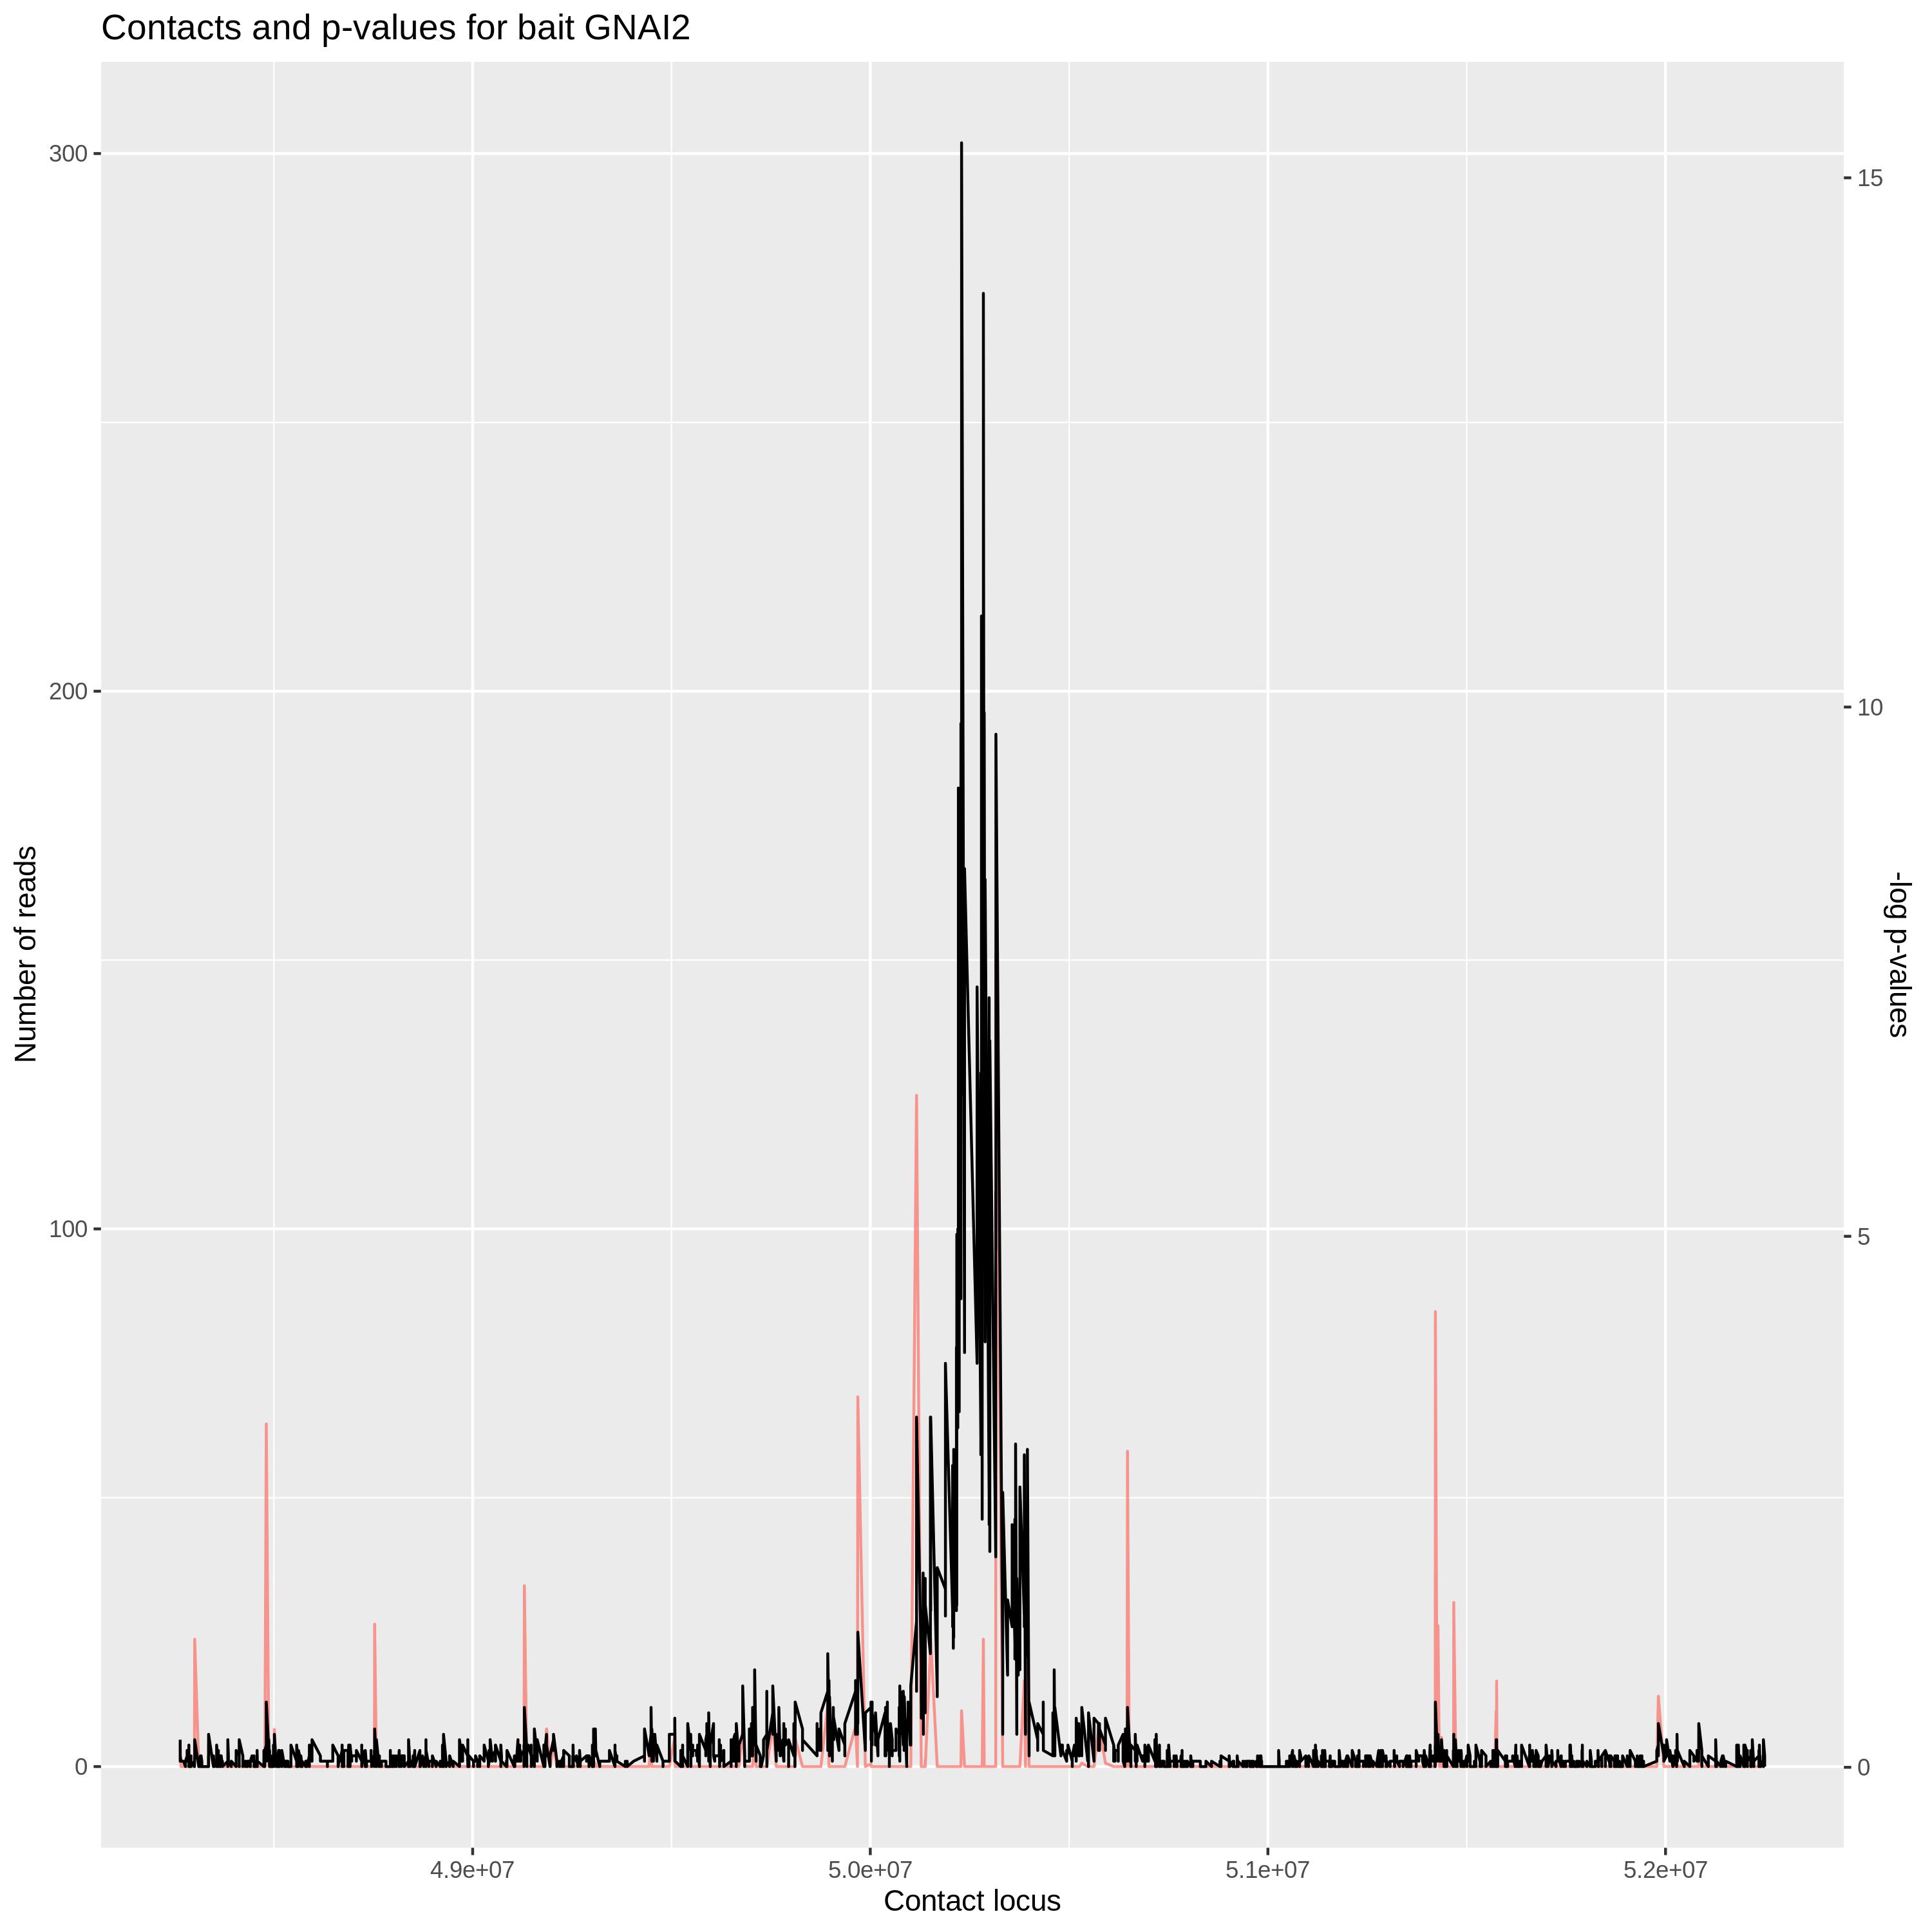 Contacts and p-values for bait GNAI2
300
200
100
0
Number of reads
15
10
5
0
-log p-values
4.9e+07
5.0e+07
5.1e+07
5.2e+07
Contact locus